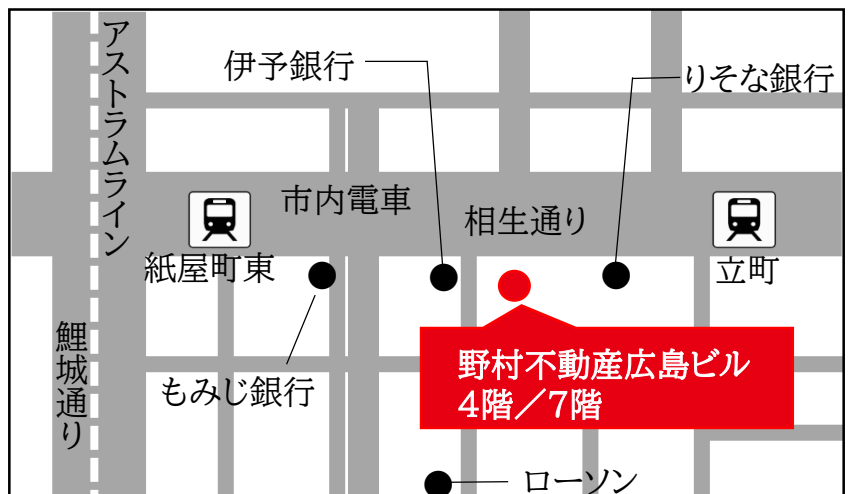 アストラムライン
伊予銀行
りそな銀行
市内電車
相生通り
紙屋町東
立町
鯉城通り
もみじ銀行
野村不動産広島ビル
4階／7階
ローソン